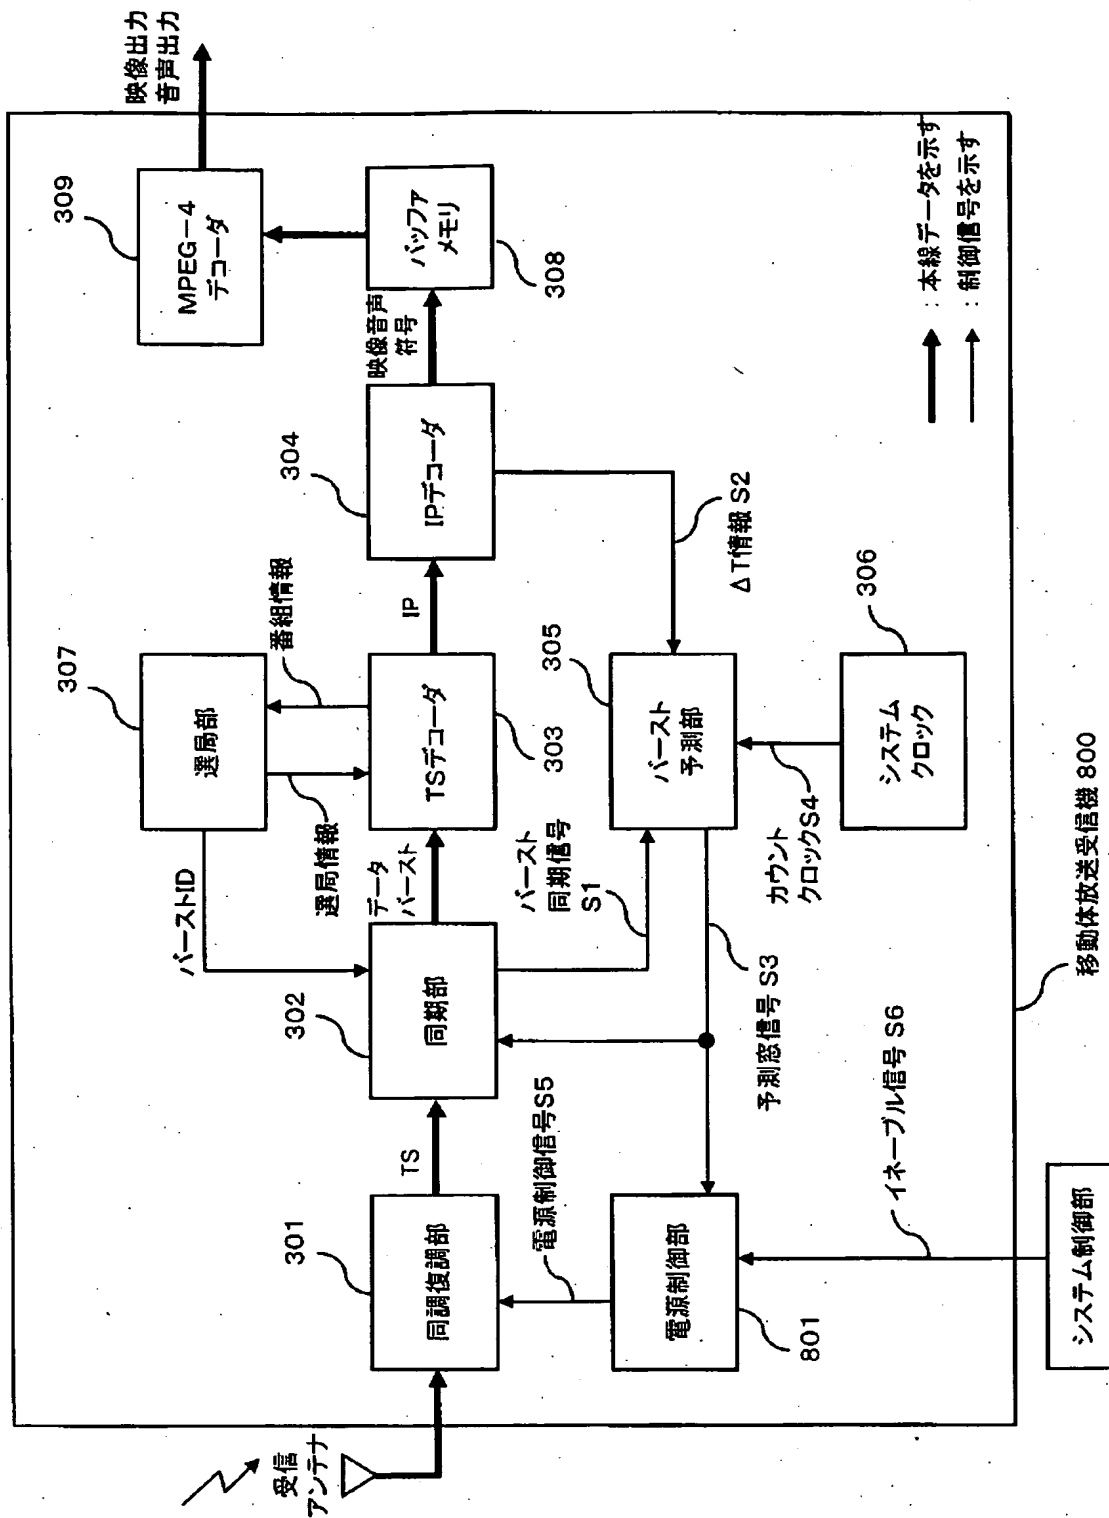 受信
アンテナ
301
同調復調部
TS
302
同期部
データ
バースト
303
TSデコーダ
IP
304
IPデコーダ
映像音声
符号
308
バッファ
メモリ
309
MPEG-4
デコーダ
映像出力
音声出力
307
選局部
バーストID
選局情報
番組情報
電源制御信号S5
801
電源制御部
バースト
同期信号
S1
305
バースト
予測部
ΔT情報 S2
予測窓信号 S3
カウント
クロックS4
306
システム
クロック
イネーブル信号 S6
システム制御部
移動体放送受信機 800
:本線データを示す
:制御信号を示す